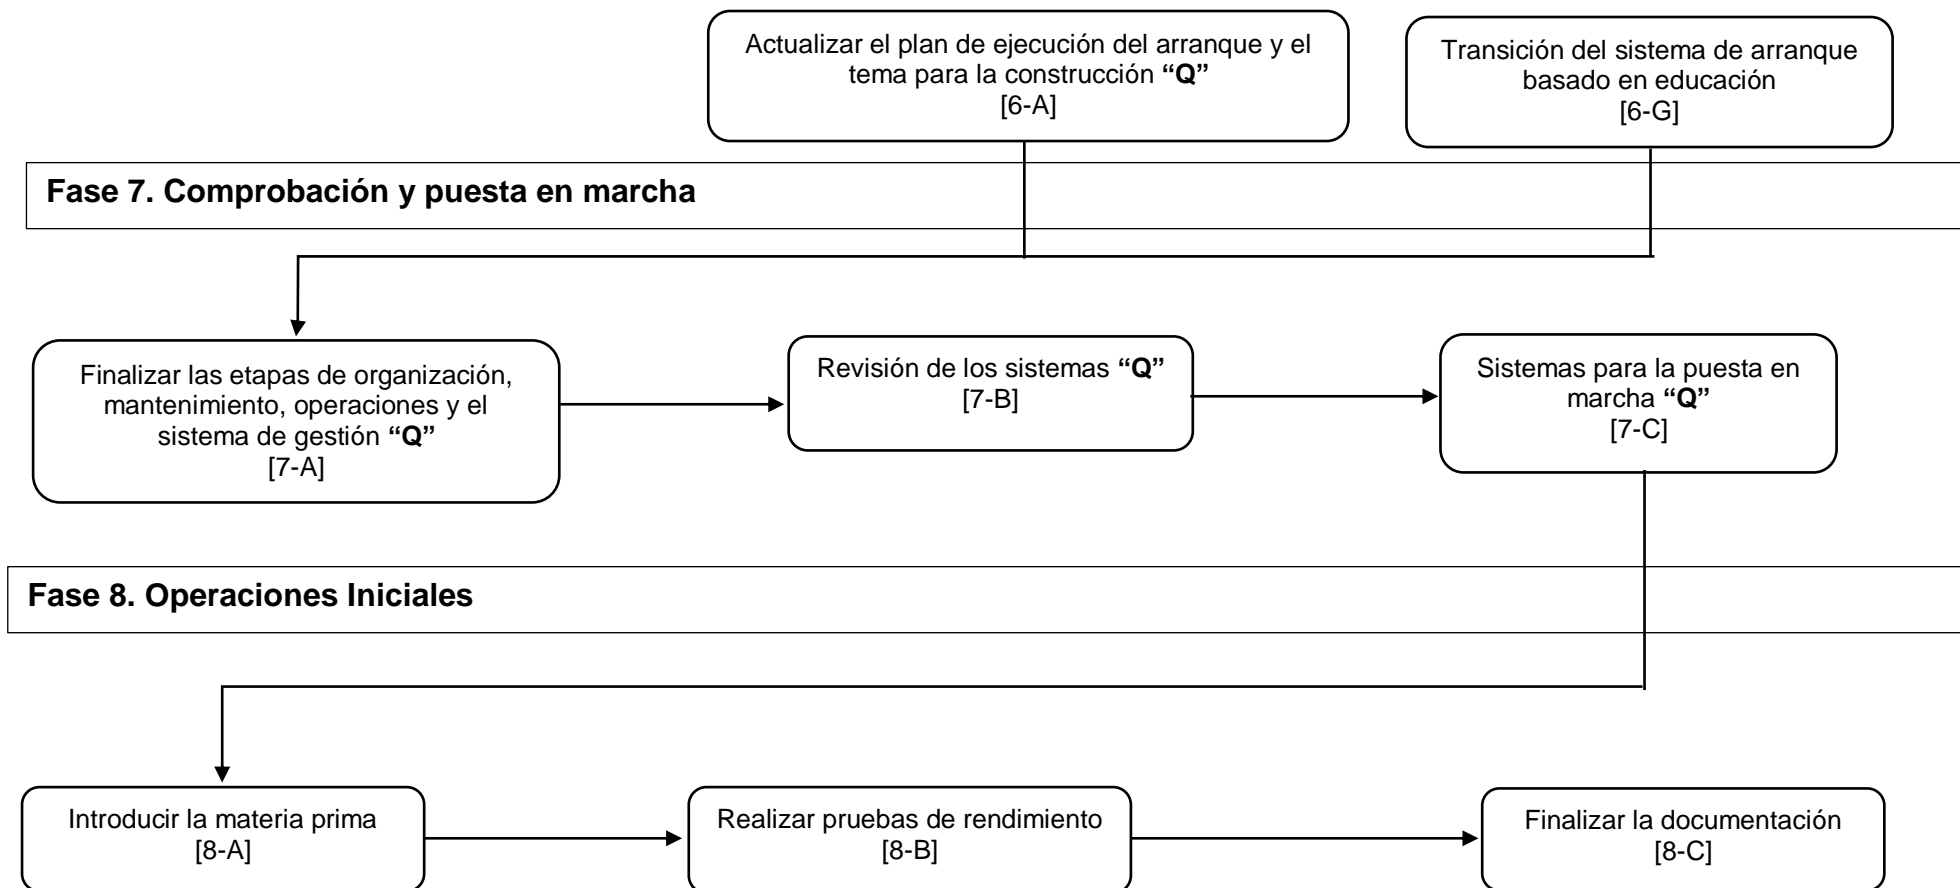 Actualizar el plan de ejecución del arranque y el
tema para la construcción “Q”
[6-A]
Transición del sistema de arranque
basado en educación
[6-G]
Fase 7. Comprobación y puesta en marcha
Finalizar las etapas de organización,
mantenimiento, operaciones y el
sistema de gestión “Q”
[7-A]
Revisión de los sistemas “Q”
[7-B]
Sistemas para la puesta en
marcha “Q”
[7-C]
Fase 8. Operaciones Iniciales
Introducir la materia prima
[8-A]
Realizar pruebas de rendimiento
[8-B]
Finalizar la documentación
[8-C]